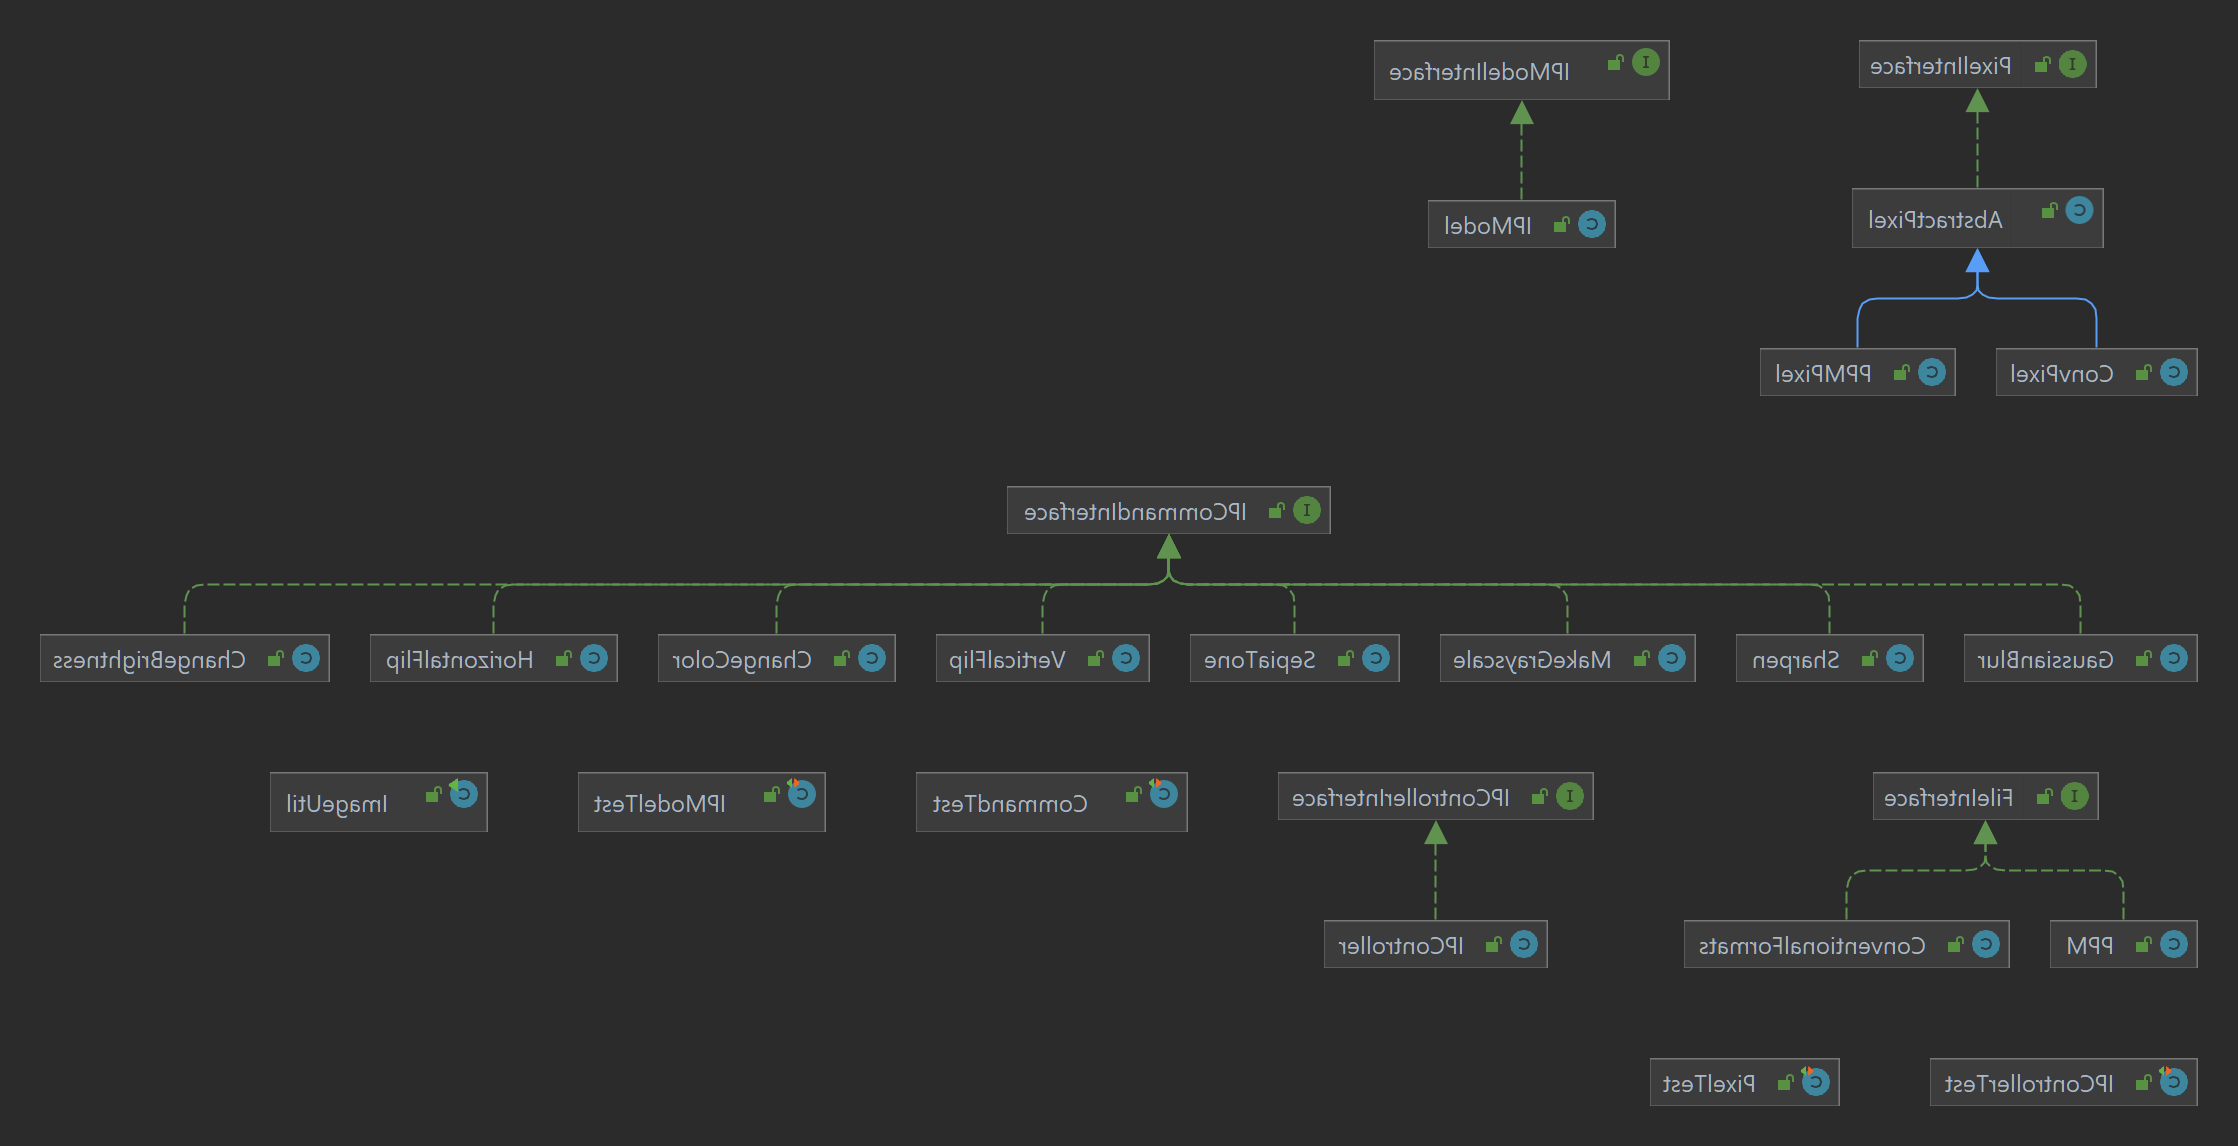 IPModelInterface
PixelInterface
IPModel
AbstractPixel
PPMPixel
ConvPixel
IPCommandInterface
ChangeBrightness
HorizontalFlip
ChangeColor
VerticalFlip
SepiaTone
MakeGrayscale
Sharpen
GaussianBlur
ImageUtil
IPModelTest
CommandTest
IPControllerInterface
FileInterface
IPController
ConventionalFormats
PPM
PixelTest
IPControllerTest